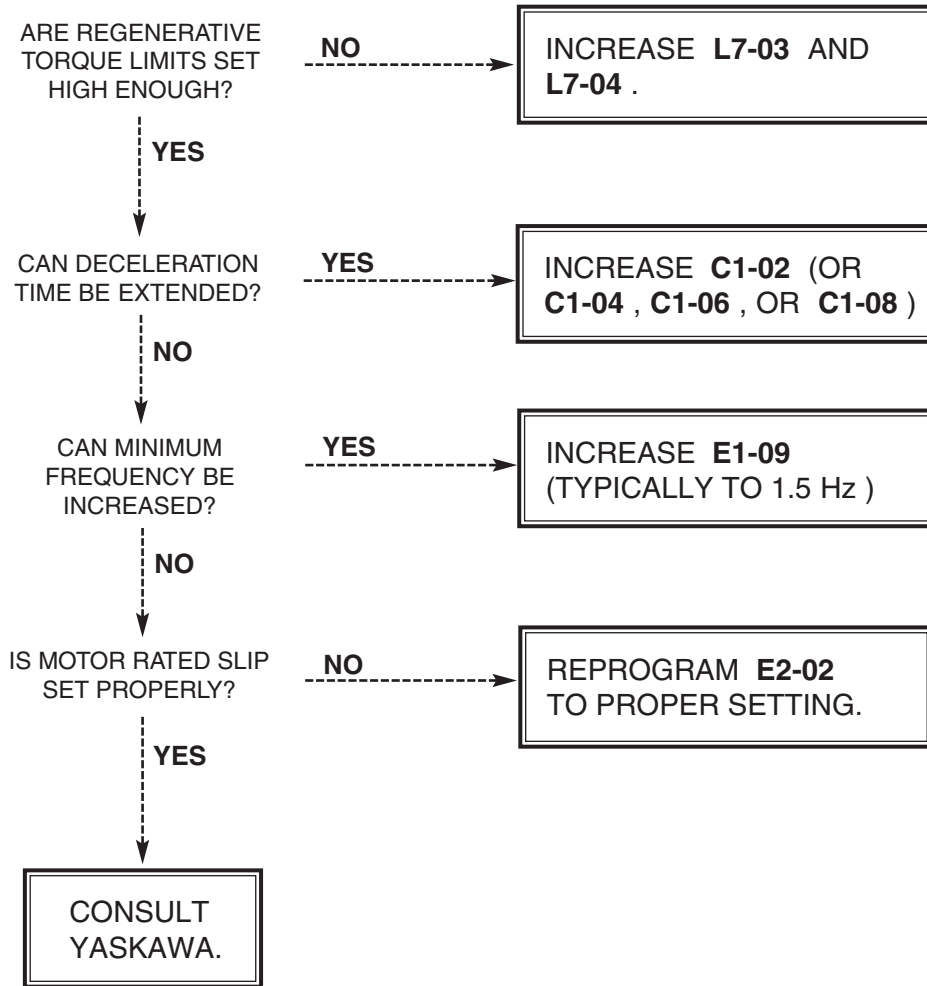 ARE REGENERATIVE
TORQUE LIMITS SET
HIGH ENOUGH?
NO
INCREASE L7-03 AND
L7-04 .
YES
CAN DECELERATION
TIME BE EXTENDED?
YES
INCREASE C1-02 (OR
C1-04 , C1-06 , OR C1-08 )
NO
CAN MINIMUM
FREQUENCY BE
INCREASED?
YES
INCREASE E1-09
(TYPICALLY TO 1.5 Hz )
NO
IS MOTOR RATED SLIP
SET PROPERLY?
NO
REPROGRAM E2-02
TO PROPER SETTING.
YES
CONSULT
YASKAWA.